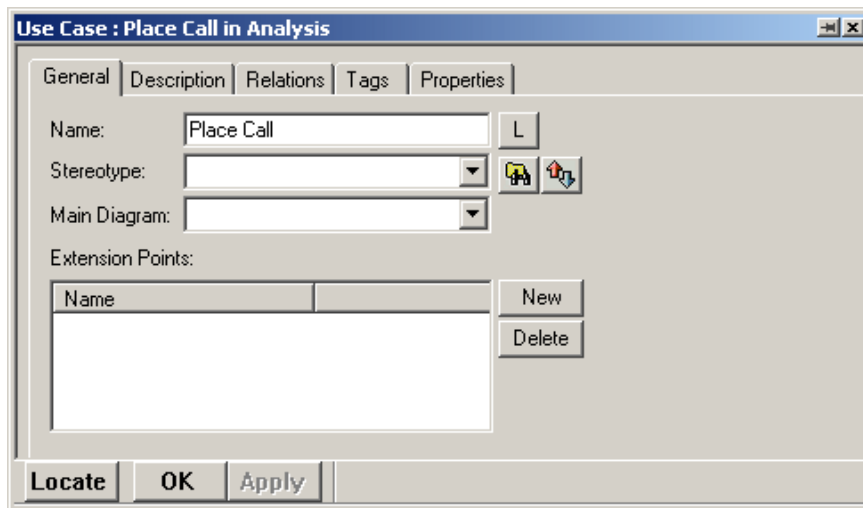 Use Case : Place Call in Analysis
General Description Relations Tags Properties
Name: Place Call L
Stereotype:
Main Diagram:
Extension Points:
Name New
Delete
Locate OK Apply